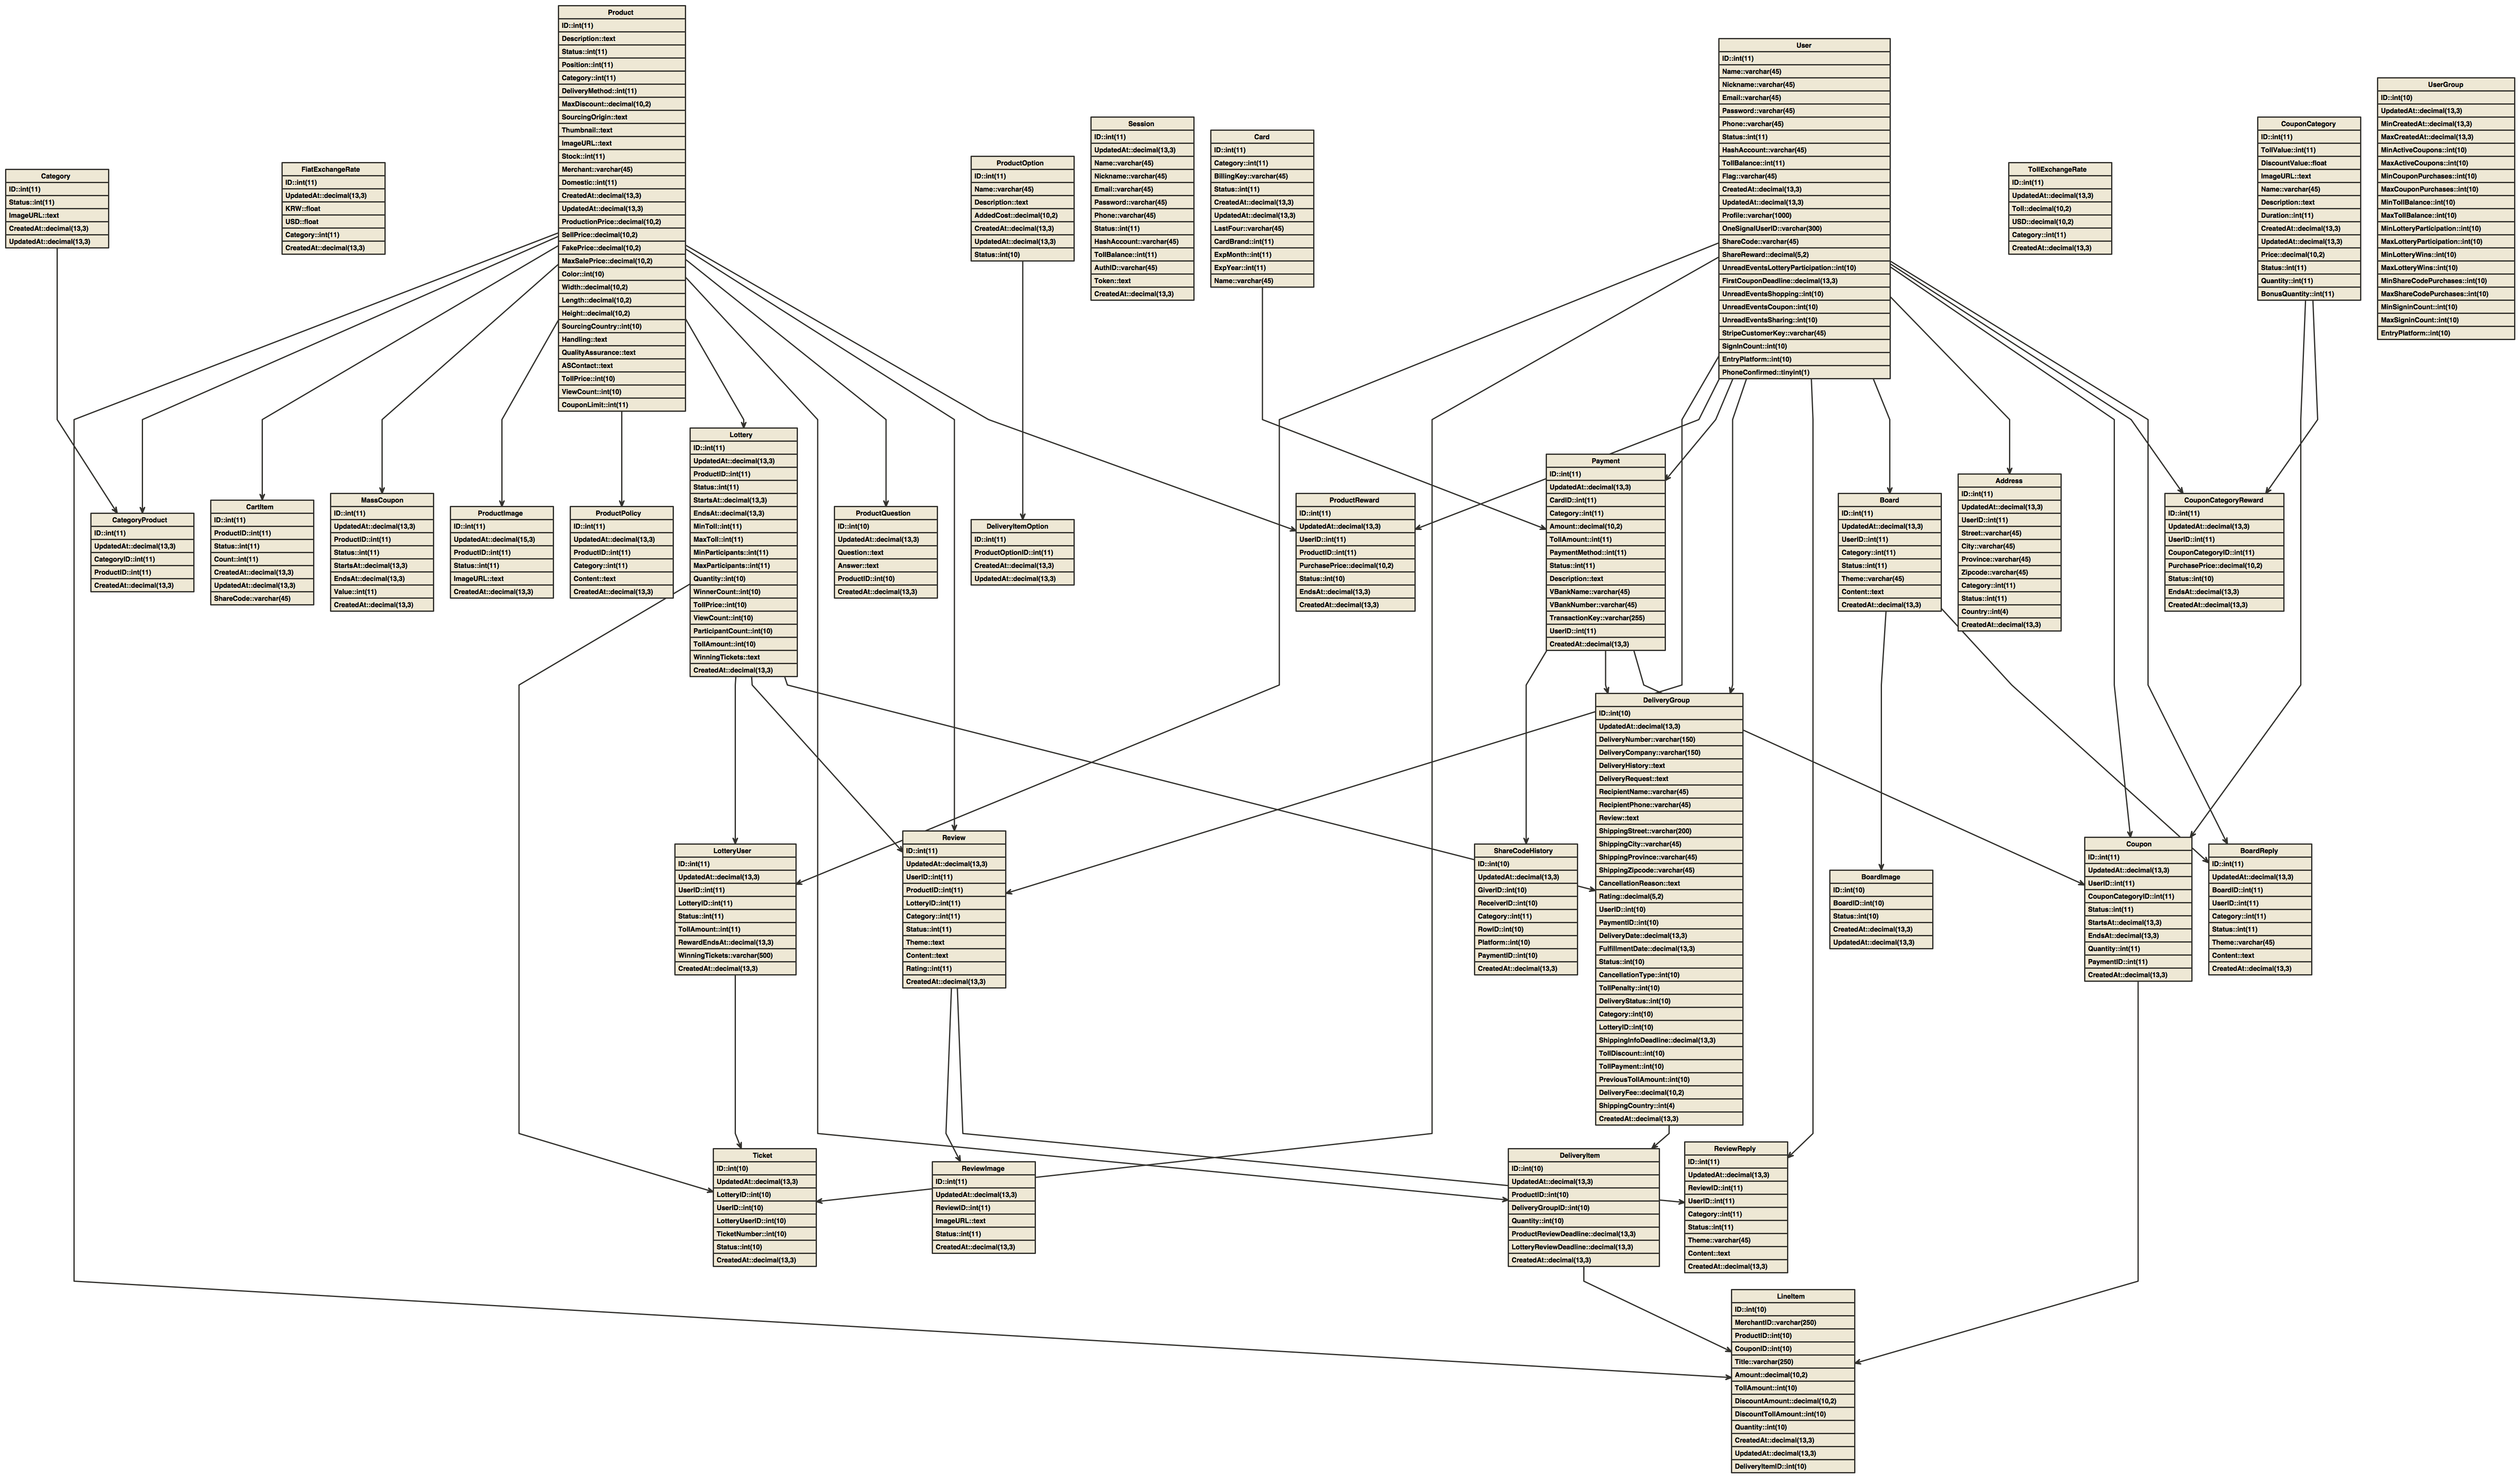 Product
ID::int(11)
Description::text
Status::int(11)
Position::int(11)
Category::int(11)
DeliveryMethod::int(11)
MaxDiscount::decimal(10,2)
SourcingOrigin::text
Thumbnail::text
ImageURL::text
Stock::int(11)
Merchant::varchar(45)
Domestic::int(11)
CreatedAt::decimal(13,3)
UpdatedAt::decimal(13,3)
ProductionPrice::decimal(10,2)
SellPrice::decimal(10,2)
FakePrice::decimal(10,2)
MaxSalePrice::decimal(10,2)
Color::int(10)
Width::decimal(10,2)
Length::decimal(10,2)
Height::decimal(10,2)
SourcingCountry::int(10)
Handling::text
QualityAssurance::text
ASContact::text
TollPrice::int(10)
ViewCount::int(10)
CouponLimit::int(11)
User
ID::int(11)
Name::varchar(45)
Nickname::varchar(45)
Email::varchar(45)
Password::varchar(45)
Phone::varchar(45)
Status::int(11)
HashAccount::varchar(45)
TollBalance::int(11)
Flag::varchar(45)
CreatedAt::decimal(13,3)
UpdatedAt::decimal(13,3)
Profile::varchar(1000)
OneSignalUserID::varchar(300)
ShareCode::varchar(45)
ShareReward::decimal(5,2)
UnreadEventsLotteryParticipation::int(10)
FirstCouponDeadline::decimal(13,3)
UnreadEventsShopping::int(10)
UnreadEventsCoupon::int(10)
UnreadEventsSharing::int(10)
StripeCustomerKey::varchar(45)
SignInCount::int(10)
EntryPlatform::int(10)
PhoneConfirmed::tinyint(1)
UserGroup
ID::int(10)
UpdatedAt::decimal(13,3)
MinCreatedAt::decimal(13,3)
MaxCreatedAt::decimal(13,3)
MinActiveCoupons::int(10)
MaxActiveCoupons::int(10)
MinCouponPurchases::int(10)
MaxCouponPurchases::int(10)
MinTollBalance::int(10)
MaxTollBalance::int(10)
MinLotteryParticipation::int(10)
MaxLotteryParticipation::int(10)
MinLotteryWins::int(10)
MaxLotteryWins::int(10)
MinShareCodePurchases::int(10)
MaxShareCodePurchases::int(10)
MinSigninCount::int(10)
MaxSigninCount::int(10)
EntryPlatform::int(10)
Session
ID::int(11)
UpdatedAt::decimal(13,3)
Name::varchar(45)
Nickname::varchar(45)
Email::varchar(45)
Password::varchar(45)
Phone::varchar(45)
Status::int(11)
HashAccount::varchar(45)
TollBalance::int(11)
AuthID::varchar(45)
Token::text
CreatedAt::decimal(13,3)
Card
ID::int(11)
Category::int(11)
BillingKey::varchar(45)
Status::int(11)
CreatedAt::decimal(13,3)
UpdatedAt::decimal(13,3)
LastFour::varchar(45)
CardBrand::int(11)
ExpMonth::int(11)
ExpYear::int(11)
Name::varchar(45)
CouponCategory
ID::int(11)
TollValue::int(11)
DiscountValue::float
ImageURL::text
Name::varchar(45)
Description::text
Duration::int(11)
CreatedAt::decimal(13,3)
UpdatedAt::decimal(13,3)
Price::decimal(10,2)
Status::int(11)
Quantity::int(11)
BonusQuantity::int(11)
Category
ID::int(11)
Status::int(11)
ImageURL::text
CreatedAt::decimal(13,3)
UpdatedAt::decimal(13,3)
FiatExchangeRate
ID::int(11)
UpdatedAt::decimal(13,3)
KRW::float
USD::float
Category::int(11)
CreatedAt::decimal(13,3)
ProductOption
ID::int(11)
Name::varchar(45)
Description::text
AddedCost::decimal(10,2)
CreatedAt::decimal(13,3)
UpdatedAt::decimal(13,3)
Status::int(10)
TollExchangeRate
ID::int(11)
UpdatedAt::decimal(13,3)
Toll::decimal(10,2)
USD::decimal(10,2)
Category::int(11)
CreatedAt::decimal(13,3)
CategoryProduct
ID::int(11)
UpdatedAt::decimal(13,3)
CategoryID::int(11)
ProductID::int(11)
CreatedAt::decimal(13,3)
CartItem
ID::int(11)
ProductID::int(11)
Status::int(11)
Count::int(11)
CreatedAt::decimal(13,3)
UpdatedAt::decimal(13,3)
ShareCode::varchar(45)
MassCoupon
ID::int(11)
UpdatedAt::decimal(13,3)
ProductID::int(11)
Status::int(11)
StartsAt::decimal(13,3)
EndsAt::decimal(13,3)
Value::int(11)
CreatedAt::decimal(13,3)
ProductImage
ID::int(11)
UpdatedAt::decimal(15,3)
ProductID::int(11)
Status::int(11)
ImageURL::text
CreatedAt::decimal(13,3)
ProductPolicy
ID::int(11)
UpdatedAt::decimal(13,3)
ProductID::int(11)
Category::int(11)
Content::text
CreatedAt::decimal(13,3)
Lottery
ID::int(11)
UpdatedAt::decimal(13,3)
ProductID::int(11)
Status::int(11)
StartsAt::decimal(13,3)
EndsAt::decimal(13,3)
MinToll::int(11)
MaxToll::int(11)
MinParticipants::int(11)
MaxParticipants::int(11)
Quantity::int(10)
WinnerCount::int(10)
TollPrice::int(10)
ViewCount::int(10)
ParticipantCount::int(10)
TollAmount::int(10)
WinningTickets::text
CreatedAt::decimal(13,3)
ProductQuestion
ID::int(10)
UpdatedAt::decimal(13,3)
Question::text
Answer::text
ProductID::int(10)
CreatedAt::decimal(13,3)
DeliveryItemOption
ID::int(11)
ProductOptionID::int(11)
CreatedAt::decimal(13,3)
UpdatedAt::decimal(13,3)
ProductReward
ID::int(11)
UpdatedAt::decimal(13,3)
UserID::int(11)
ProductID::int(11)
PurchasePrice::decimal(10,2)
Status::int(10)
EndsAt::decimal(13,3)
CreatedAt::decimal(13,3)
Payment
ID::int(11)
UpdatedAt::decimal(13,3)
CardID::int(11)
Category::int(11)
Amount::decimal(10,2)
TollAmount::int(11)
PaymentMethod::int(11)
Status::int(11)
Description::text
VBankName::varchar(45)
VBankNumber::varchar(45)
TransactionKey::varchar(255)
UserID::int(11)
CreatedAt::decimal(13,3)
Board
ID::int(11)
UpdatedAt::decimal(13,3)
UserID::int(11)
Category::int(11)
Status::int(11)
Theme::varchar(45)
Content::text
CreatedAt::decimal(13,3)
Address
ID::int(11)
UpdatedAt::decimal(13,3)
UserID::int(11)
Street::varchar(45)
City::varchar(45)
Province::varchar(45)
Zipcode::varchar(45)
Category::int(11)
Status::int(11)
Country::int(4)
CreatedAt::decimal(13,3)
CouponCategoryReward
ID::int(11)
UpdatedAt::decimal(13,3)
UserID::int(11)
CouponCategoryID::int(11)
PurchasePrice::decimal(10,2)
Status::int(10)
EndsAt::decimal(13,3)
CreatedAt::decimal(13,3)
LotteryUser
ID::int(11)
UpdatedAt::decimal(13,3)
UserID::int(11)
LotteryID::int(11)
Status::int(11)
TollAmount::int(11)
RewardEndsAt::decimal(13,3)
WinningTickets::varchar(500)
CreatedAt::decimal(13,3)
Review
ID::int(11)
UpdatedAt::decimal(13,3)
UserID::int(11)
ProductID::int(11)
LotteryID::int(11)
Category::int(11)
Status::int(11)
Theme::text
Content::text
Rating::int(11)
CreatedAt::decimal(13,3)
ShareCodeHistory
ID::int(10)
UpdatedAt::decimal(13,3)
GiverID::int(10)
ReceiverID::int(10)
Category::int(11)
RowID::int(10)
Platform::int(10)
PaymentID::int(10)
CreatedAt::decimal(13,3)
DeliveryGroup
ID::int(10)
UpdatedAt::decimal(13,3)
DeliveryNumber::varchar(150)
DeliveryCompany::varchar(150)
DeliveryHistory::text
DeliveryRequest::text
RecipientName::varchar(45)
RecipientPhone::varchar(45)
Review::text
ShippingStreet::varchar(200)
ShippingCity::varchar(45)
ShippingProvince::varchar(45)
ShippingZipcode::varchar(45)
CancellationReason::text
Rating::decimal(5,2)
UserID::int(10)
PaymentID::int(10)
DeliveryDate::decimal(13,3)
FulfillmentDate::decimal(13,3)
Status::int(10)
CancellationType::int(10)
TollPenalty::int(10)
DeliveryStatus::int(10)
Category::int(10)
LotteryID::int(10)
ShippingInfoDeadline::decimal(13,3)
TollDiscount::int(10)
TollPayment::int(10)
PreviousTollAmount::int(10)
DeliveryFee::decimal(10,2)
ShippingCountry::int(4)
CreatedAt::decimal(13,3)
BoardImage
ID::int(10)
BoardID::int(10)
Status::int(10)
CreatedAt::decimal(13,3)
UpdatedAt::decimal(13,3)
Coupon
ID::int(11)
UpdatedAt::decimal(13,3)
UserID::int(11)
CouponCategoryID::int(11)
Status::int(11)
StartsAt::decimal(13,3)
EndsAt::decimal(13,3)
Quantity::int(11)
PaymentID::int(11)
CreatedAt::decimal(13,3)
BoardReply
ID::int(11)
UpdatedAt::decimal(13,3)
BoardID::int(11)
UserID::int(11)
Category::int(11)
Status::int(11)
Theme::varchar(45)
Content::text
CreatedAt::decimal(13,3)
Ticket
ID::int(10)
UpdatedAt::decimal(13,3)
LotteryID::int(10)
UserID::int(10)
LotteryUserID::int(10)
TicketNumber::int(10)
Status::int(10)
CreatedAt::decimal(13,3)
ReviewImage
ID::int(11)
UpdatedAt::decimal(13,3)
ReviewID::int(11)
ImageURL::text
Status::int(11)
CreatedAt::decimal(13,3)
DeliveryItem
ID::int(10)
UpdatedAt::decimal(13,3)
ProductID::int(10)
DeliveryGroupID::int(10)
Quantity::int(10)
ProductReviewDeadline::decimal(13,3)
LotteryReviewDeadline::decimal(13,3)
CreatedAt::decimal(13,3)
ReviewReply
ID::int(11)
UpdatedAt::decimal(13,3)
ReviewID::int(11)
UserID::int(11)
Category::int(11)
Status::int(11)
Theme::varchar(45)
Content::text
CreatedAt::decimal(13,3)
LineItem
ID::int(10)
MerchantID::varchar(250)
ProductID::int(10)
CouponID::int(10)
Title::varchar(250)
Amount::decimal(10,2)
TollAmount::int(10)
DiscountAmount::decimal(10,2)
DiscountTollAmount::int(10)
Quantity::int(10)
CreatedAt::decimal(13,3)
UpdatedAt::decimal(13,3)
DeliveryItemID::int(10)